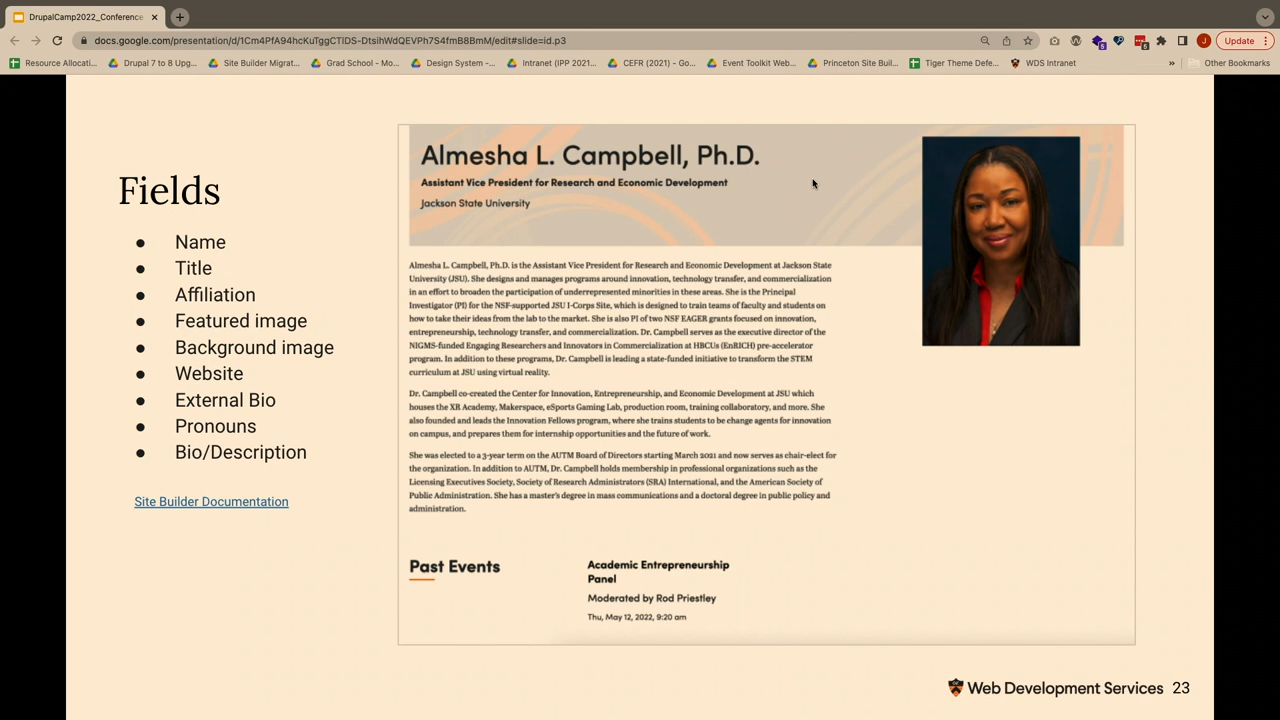 DrupalCamp2022_Conference
docs.google.com/presentation/d/1Cm4PfA94hcKuTggCTlDS-DtsihWdQEVPh7S4fmB8BmM/edit#slide=id.p3
Update
Resource Allocati...
Drupal 7 to 8 Upg...
Site Builder Migrat...
Grad School - Mo...
Design System -...
Intranet (IPP 2021...
CEFR (2021) - Go...
Event Toolkit Web...
Princeton Site Buil...
Tiger Theme Defe...
WDS Intranet
»
Other Bookmarks
Fields
● Name
● Title
● Affiliation
● Featured image
● Background image
● Website
● External Bio
● Pronouns
● Bio/Description
Site Builder Documentation
Almesha L. Campbell, Ph.D.
Assistant Vice President for Research and Economic Development
Jackson State University
Almesha L. Campbell, Ph.D. is the Assistant Vice President for Research and Economic Development at Jackson State
University (JSU). She designs and manages programs around innovation, technology transfer, and commercialization
in an effort to broaden the participation of underrepresented minorities in these areas. She is the Principal
Investigator (PI) for the NSF-supported JSU I-Corps Site, which is designed to train teams of faculty and students on
how to take their ideas from the lab to the market. She is also PI of two NSF EAGER grants focused on innovation,
entrepreneurship, technology transfer, and commercialization. Dr. Campbell serves as the executive director of the
NIGMS-funded Engaging Researchers and Innovators in Commercialization at HBCUs (EnRICH) pre-accelerator
program. In addition to these programs, Dr. Campbell is leading a state-funded initiative to transform the STEM
curriculum at JSU using virtual reality.
Dr. Campbell co-created the Center for Innovation, Entrepreneurship, and Economic Development at JSU which
houses the XR Academy, Makerspace, eSports Gaming Lab, production room, training collaboratory, and more. She
also founded and leads the Innovation Fellows program, where she trains students to be change agents for innovation
on campus, and prepares them for internship opportunities and the future of work.
She was elected to a 3-year term on the AUTM Board of Directors starting March 2021 and now serves as chair-elect for
the organization. In addition to AUTM, Dr. Campbell holds membership in professional organizations such as the
Licensing Executives Society, Society of Research Administrators (SRA) International, and the American Society of
Public Administration. She has a master's degree in mass communications and a doctoral degree in public policy and
administration.
Past Events
Academic Entrepreneurship
Panel
Moderated by Rod Priestley
Thu, May 12, 2022, 9:20 am
Web Development Services 23